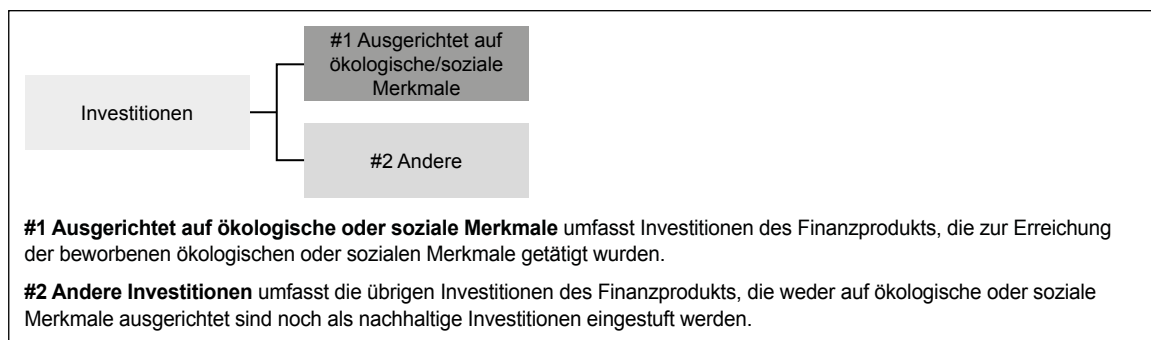 #1 Ausgerichtet auf
ökologische/soziale
Merkmale
Investitionen
#2 Andere
#1 Ausgerichtet auf ökologische oder soziale Merkmale umfasst Investitionen des Finanzprodukts, die zur Erreichung
der beworbenen ökologischen oder sozialen Merkmale getätigt wurden.
#2 Andere Investitionen umfasst die übrigen Investitionen des Finanzprodukts, die weder auf ökologische oder soziale
Merkmale ausgerichtet sind noch als nachhaltige Investitionen eingestuft werden.